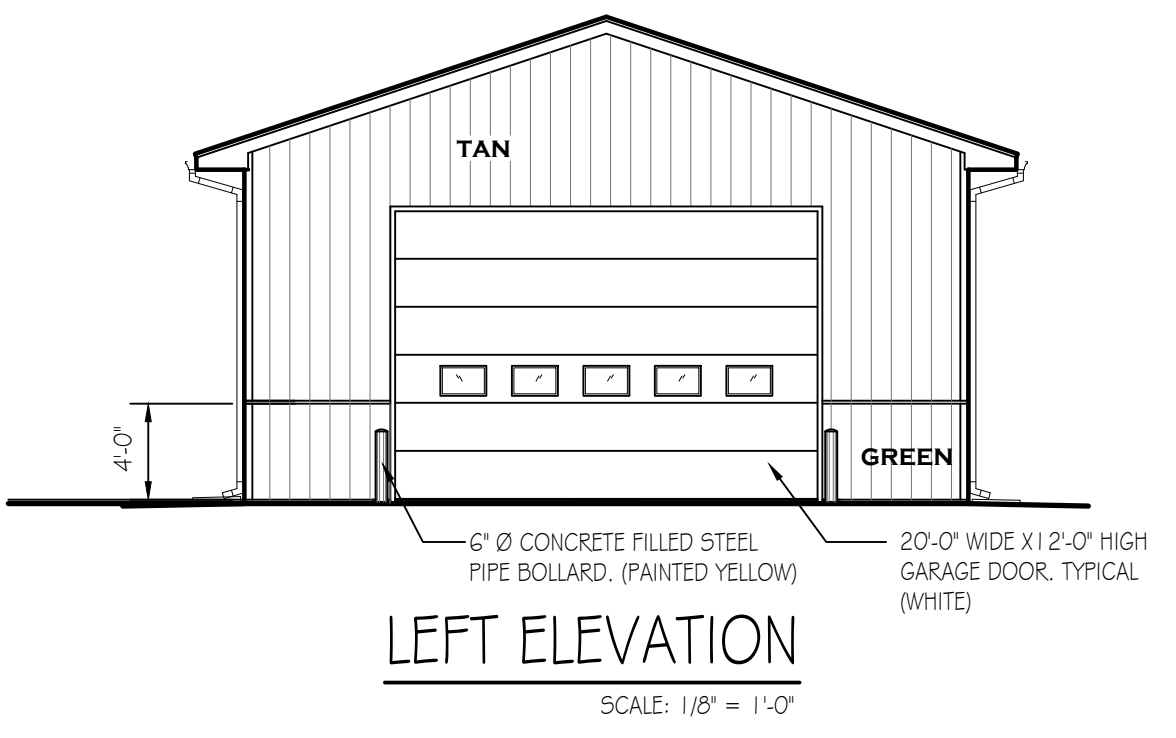 TAN
4'-0"
GREEN
6" Ø CONCRETE FILLED STEEL
PIPE BOLLARD. (PAINTED YELLOW)
20'-0" WIDE X12'-0" HIGH
GARAGE DOOR. TYPICAL
(WHITE)
LEFT ELEVATION
SCALE: 1/8" = 1'-0"